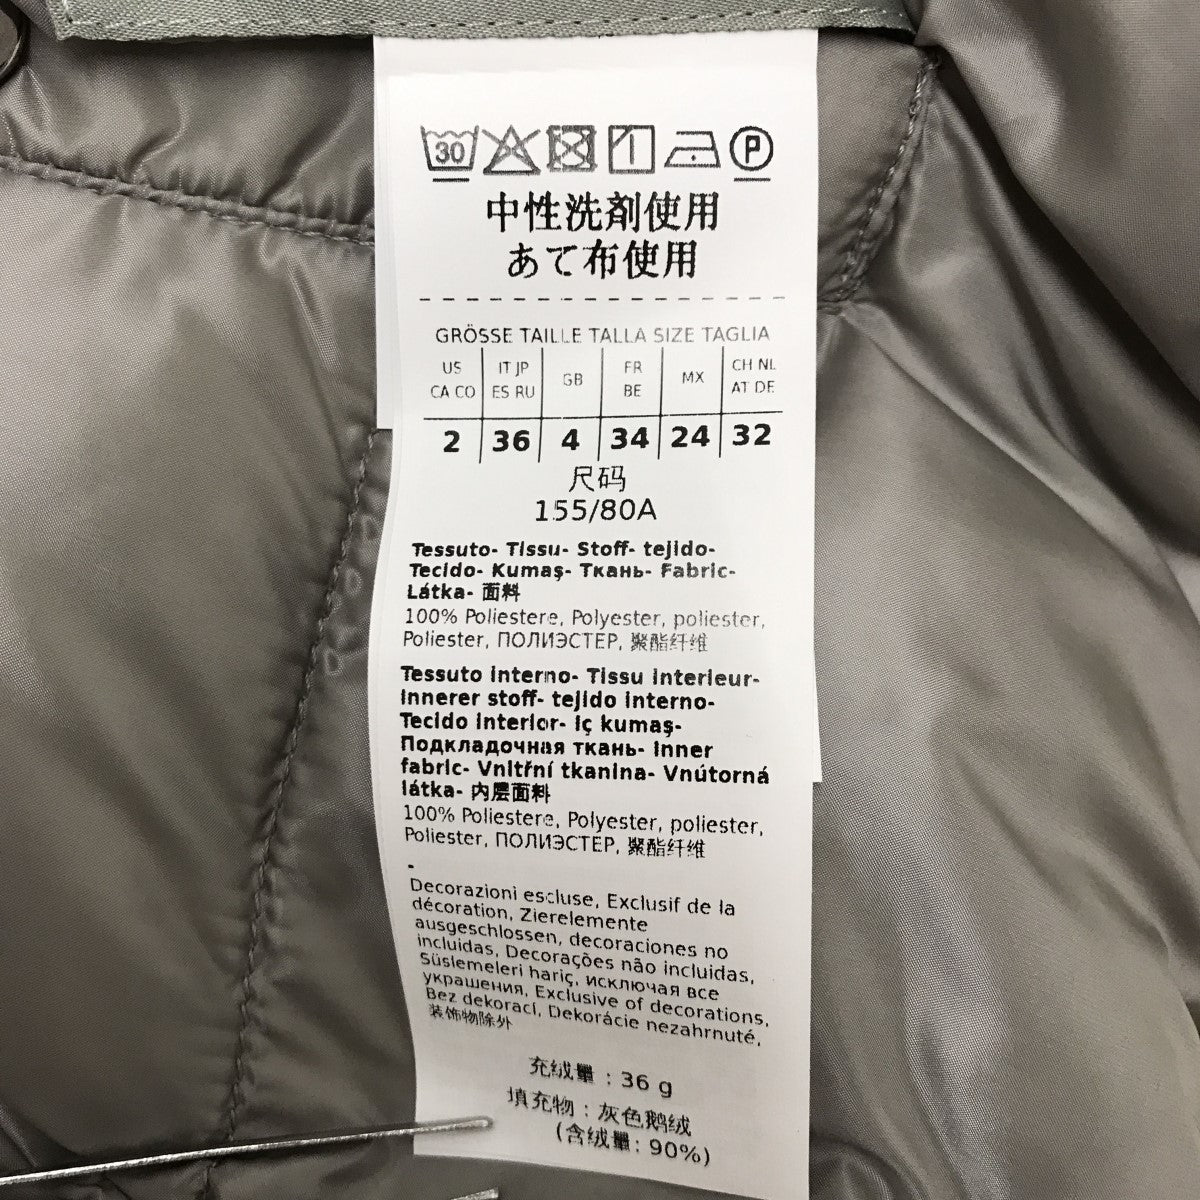 30 P
中性洗剤使用
あて布使用
GRÖSSE TAILLE TALLA SIZE TAGLIA
US IT JP GB FR MX CH NL
CA CO ES RU BE AT DE
2 36 4 34 24 32
尺码
155/80A
Tessuto- Tissu- Stoff- tejido-
Tecido- Kumaş- Ткань- Fabric-
Látka- 面料
100% Poliestere, Polyester, poliester,
Poliester, ПОЛИЭСТЕР, 聚酯纤维
Tessuto interno- Tissu interieur-
innerer stoff- tejido interno-
Tecido interior- iç kumaş-
Подкладочная ткань- Inner
fabric- Vnitřní tkanina- Vnútorná
látka- 内层面料
100% Poliestere, Polyester, poliester,
Poliester, ПОЛИЭСТЕР, 聚酯纤维
-
Decorazioni escluse, Exclusif de la
décoration, Zierelemente
ausgeschlossen, decoraciones no
incluidas, Decorações não incluidas,
Süslemeleri hariç, исключая все
украшения, Exclusive of decorations,
Bez dekorací, Dekorácie nezahrnuté,
装饰物除外
充绒量：36 g
填充物：灰色鹅绒
(含绒量: 90%)